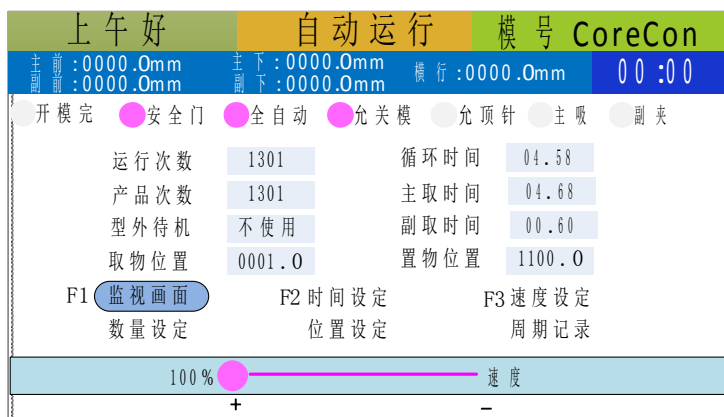 上午好 自动运行 模号 CoreCon
主前:0000.0mm 主下:0000.0mm 横行:0000.0mm 00:00
副前:0000.0mm 副下:0000.0mm
开模完 安全门 全自动 允关模 允顶针 主吸 副夹
运行次数 1301 循环时间 04.58
产品次数 1301 主取时间 04.68
型外待机 不使用 副取时间 00.60
取物位置 0001.0 置物位置 1100.0
F1 监视画面 F2 时间设定 F3 速度设定
数量设定 位置设定 周期记录
100% 速度
+ −